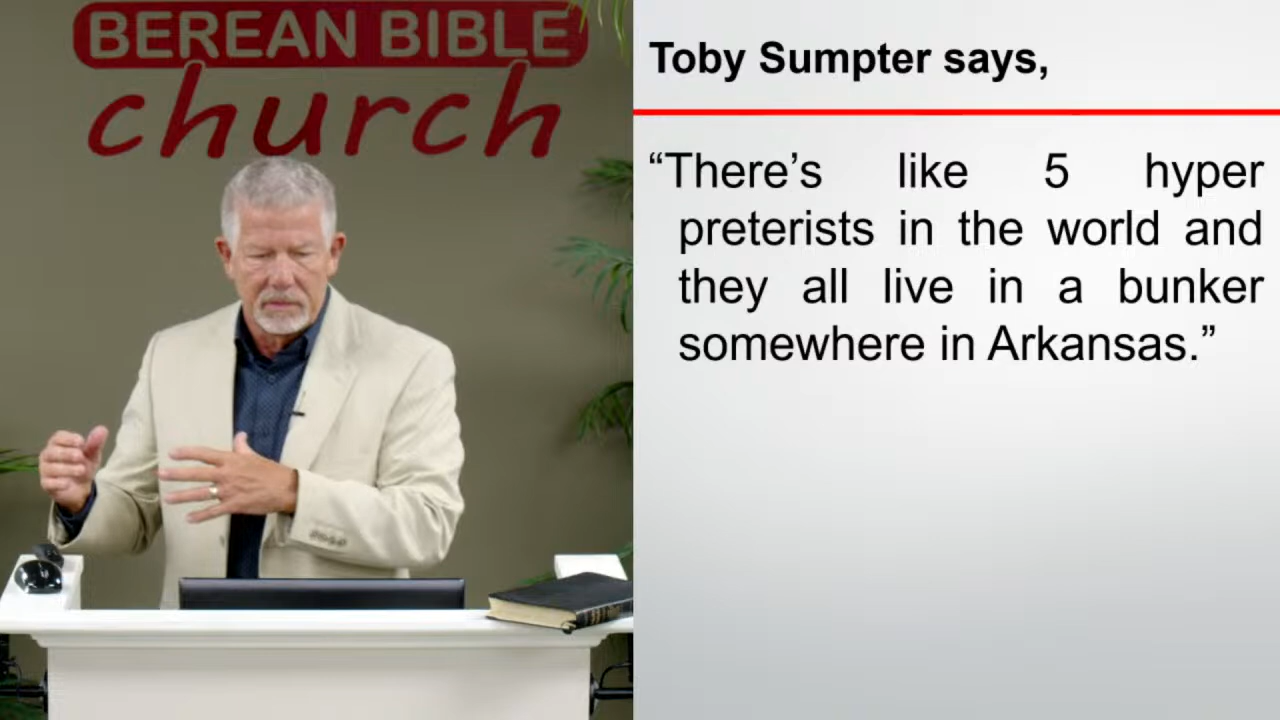 BEREAN BIBLE
church
Toby Sumpter says,
“There’s like 5 hyper
preterists in the world and
they all live in a bunker
somewhere in Arkansas.”